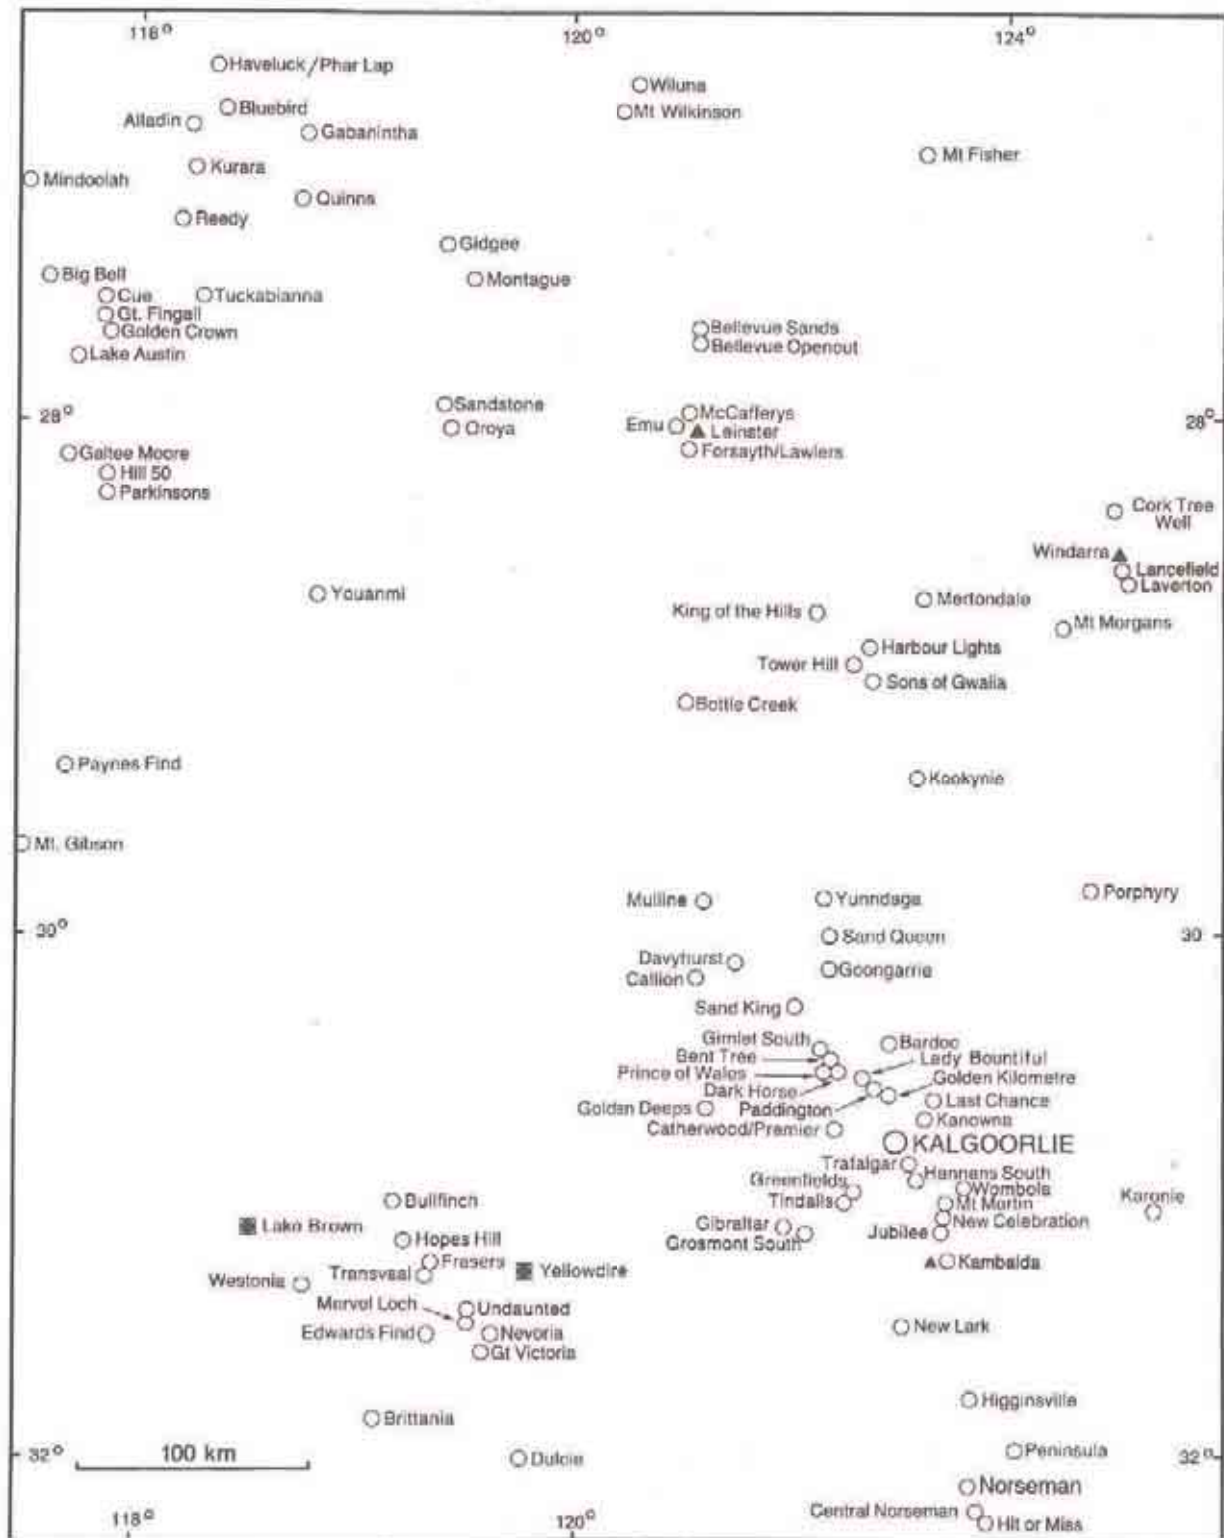 118°
120°
124°
Haveluck/Phar Lap
Wiluna
Bluebird
Mt Wilkinson
Alladin
Gabanintha
Mt Fisher
Kurara
Mindoolah
Quinns
Reedy
Gidgee
Big Bell
Montague
Cue
Tuckabianna
Gt. Fingall
Golden Crown
Bellevue Sands
Bellevue Openout
Lake Austin
Sandstone
McCafferys
28°
28°
Emu
Leinster
Oroya
Forsayth/Lawlers
Galtee Moore
Hill 50
Parkinsons
Cork Tree
Well
Windarra
Lancefield
Laverton
Youanmi
Mertondale
King of the Hills
Mt Morgans
Harbour Lights
Tower Hill
Sons of Gwalia
Bottle Creek
Paynes Find
Kookynie
Mt. Gibson
Porphyry
Mulline
Yunndaga
30°
30
Sand Queen
Davyhurst
Goongarrie
Callion
Sand King
Gimlet South
Bardoc
Bent Tree
Lady Bountiful
Prince of Wales
Golden Kilometre
Dark Horse
Last Chance
Golden Deeps
Paddington
Kanowna
Catherwood/Premier
KALGOORLIE
Trafalgar
Hannans South
Greenfields
Wombola
Karonie
Bullfinch
Tindalls
Mt Martin
Lake Brown
Gibraltar
New Celebration
Hopes Hill
Grosmont South
Jubilee
Frasers
Kambalda
Transvaal
Yellowdire
Westonia
Marvel Loch
Undaunted
New Lark
Edwards Find
Nevoria
Gt Victoria
Higginsville
Brittania
Peninsula
32°
100 km
Dulcie
32°
Norseman
Central Norseman
Hit or Miss
118°
120°